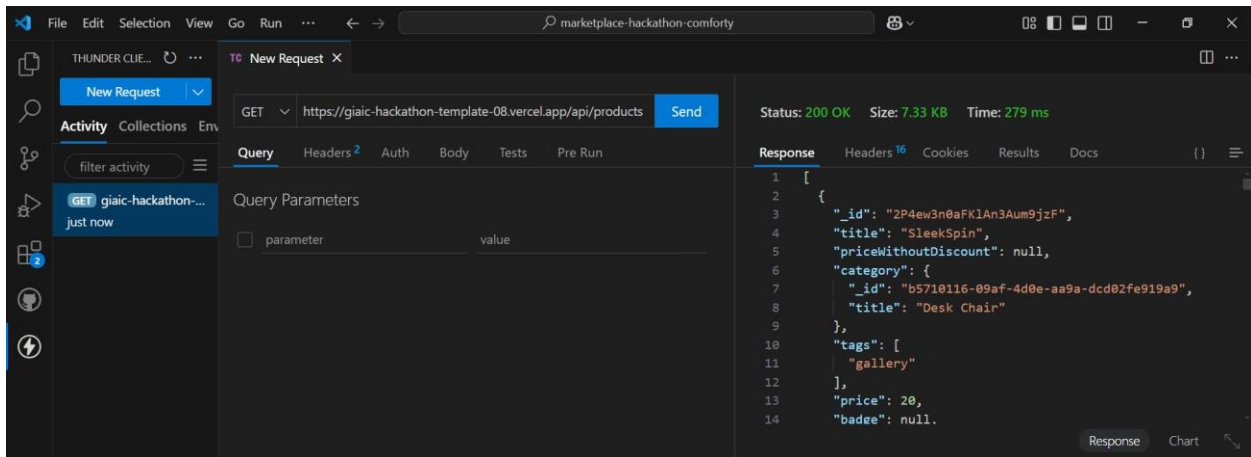 File Edit Selection View Go Run ... marketplace-hackathon-comforty
THUNDER CLIE... ...
New Request
Activity Collections Env
filter activity
GET giaic-hackathon-...
just now
2
TC New Request
GET https://giaic-hackathon-template-08.vercel.app/api/products Send
Query Headers 2 Auth Body Tests Pre Run
Query Parameters
parameter value
Status: 200 OK Size: 7.33 KB Time: 279 ms
Response Headers 16 Cookies Results Docs { }
1 [
2 {
3 "_id": "2P4ew3n0aFKlAn3Aum9jzF",
4 "title": "SleekSpin",
5 "priceWithoutDiscount": null,
6 "category": {
7 "_id": "b5710116-09af-4d0e-aa9a-dcd02fe919a9",
8 "title": "Desk Chair"
9 },
10 "tags": [
11 "gallery"
12 ],
13 "price": 20,
14 "badge": null,
Response Chart